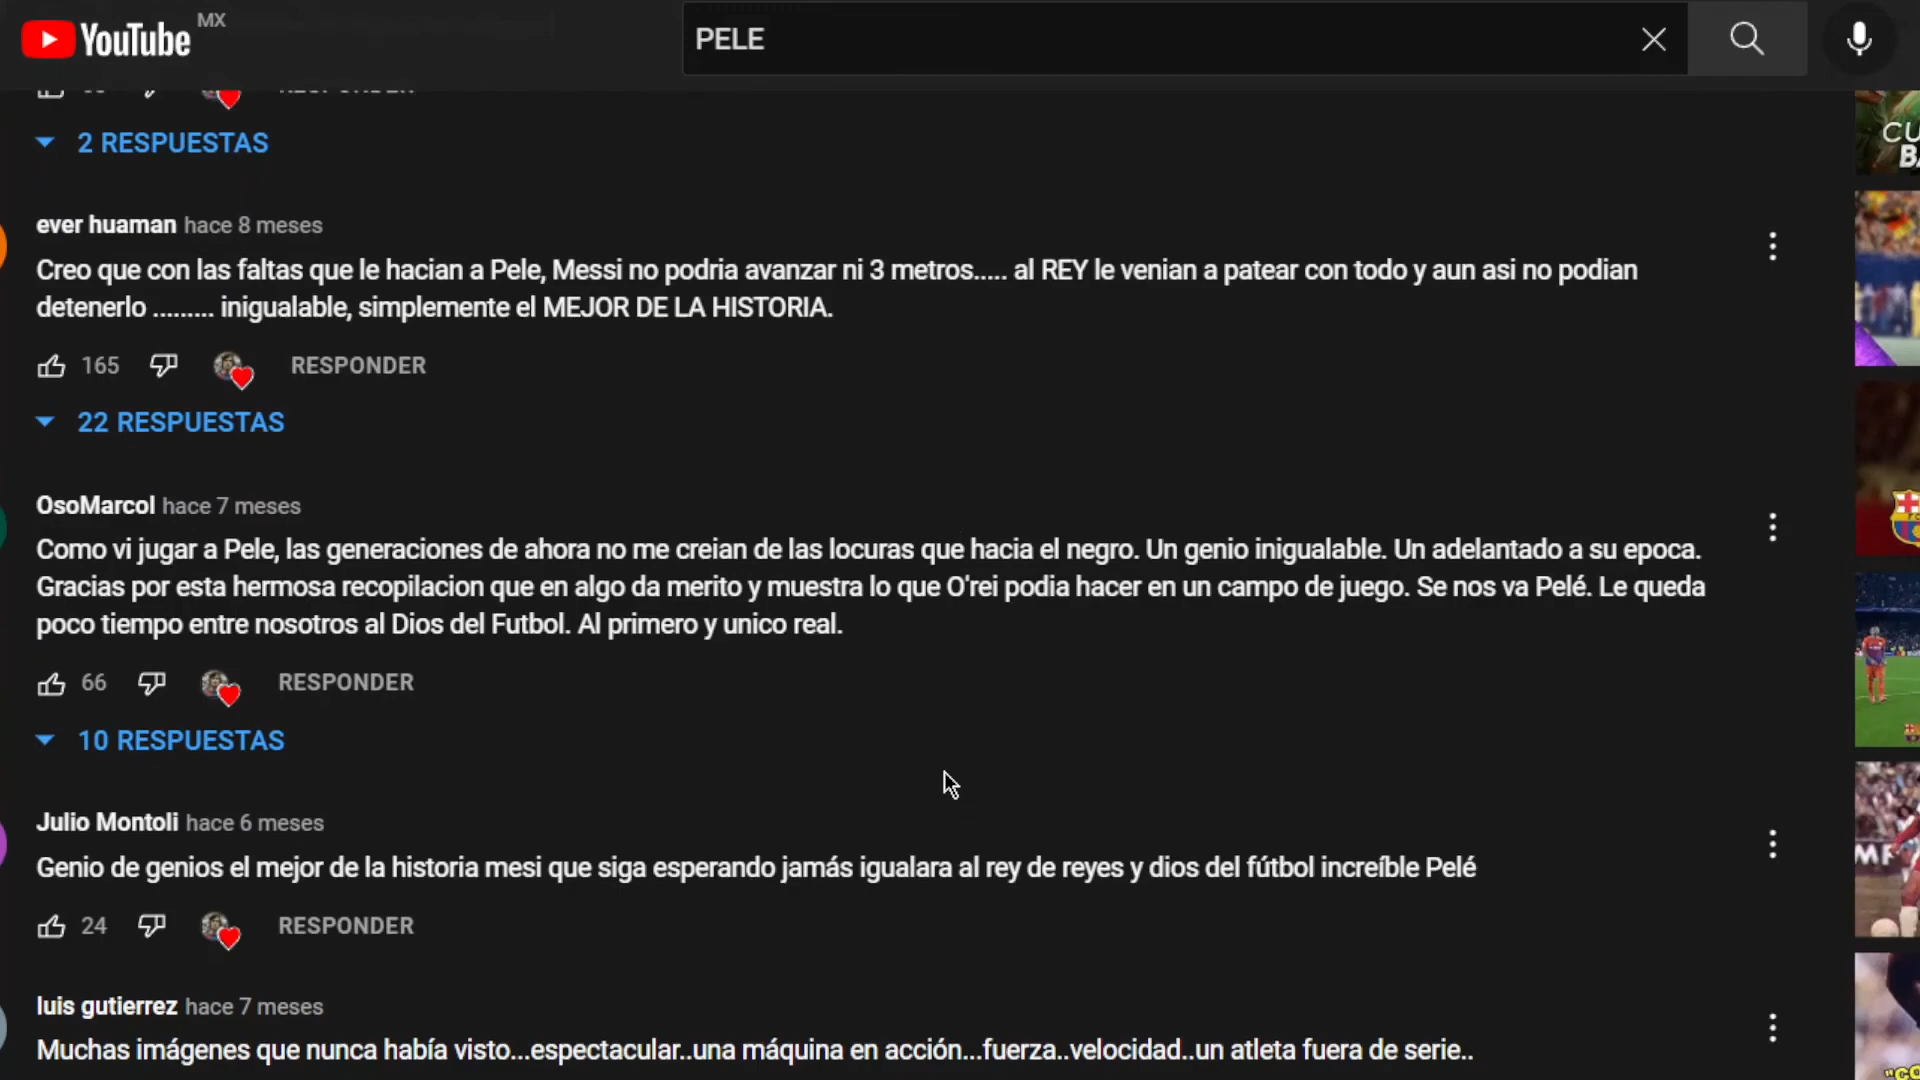 YouTube MX
PELE
2 RESPUESTAS
ever huaman hace 8 meses
Creo que con las faltas que le hacian a Pele, Messi no podria avanzar ni 3 metros..... al REY le venian a patear con todo y aun asi no podian
detenerlo ......... inigualable, simplemente el MEJOR DE LA HISTORIA.
165 RESPONDER
22 RESPUESTAS
OsoMarcol hace 7 meses
Como vi jugar a Pele, las generaciones de ahora no me creian de las locuras que hacia el negro. Un genio inigualable. Un adelantado a su epoca.
Gracias por esta hermosa recopilacion que en algo da merito y muestra lo que O'rei podia hacer en un campo de juego. Se nos va Pelé. Le queda
poco tiempo entre nosotros al Dios del Futbol. Al primero y unico real.
66 RESPONDER
10 RESPUESTAS
Julio Montoli hace 6 meses
Genio de genios el mejor de la historia mesi que siga esperando jamás igualara al rey de reyes y dios del fútbol increíble Pelé
24 RESPONDER
luis gutierrez hace 7 meses
Muchas imágenes que nunca había visto...espectacular..una máquina en acción...fuerza..velocidad..un atleta fuera de serie..